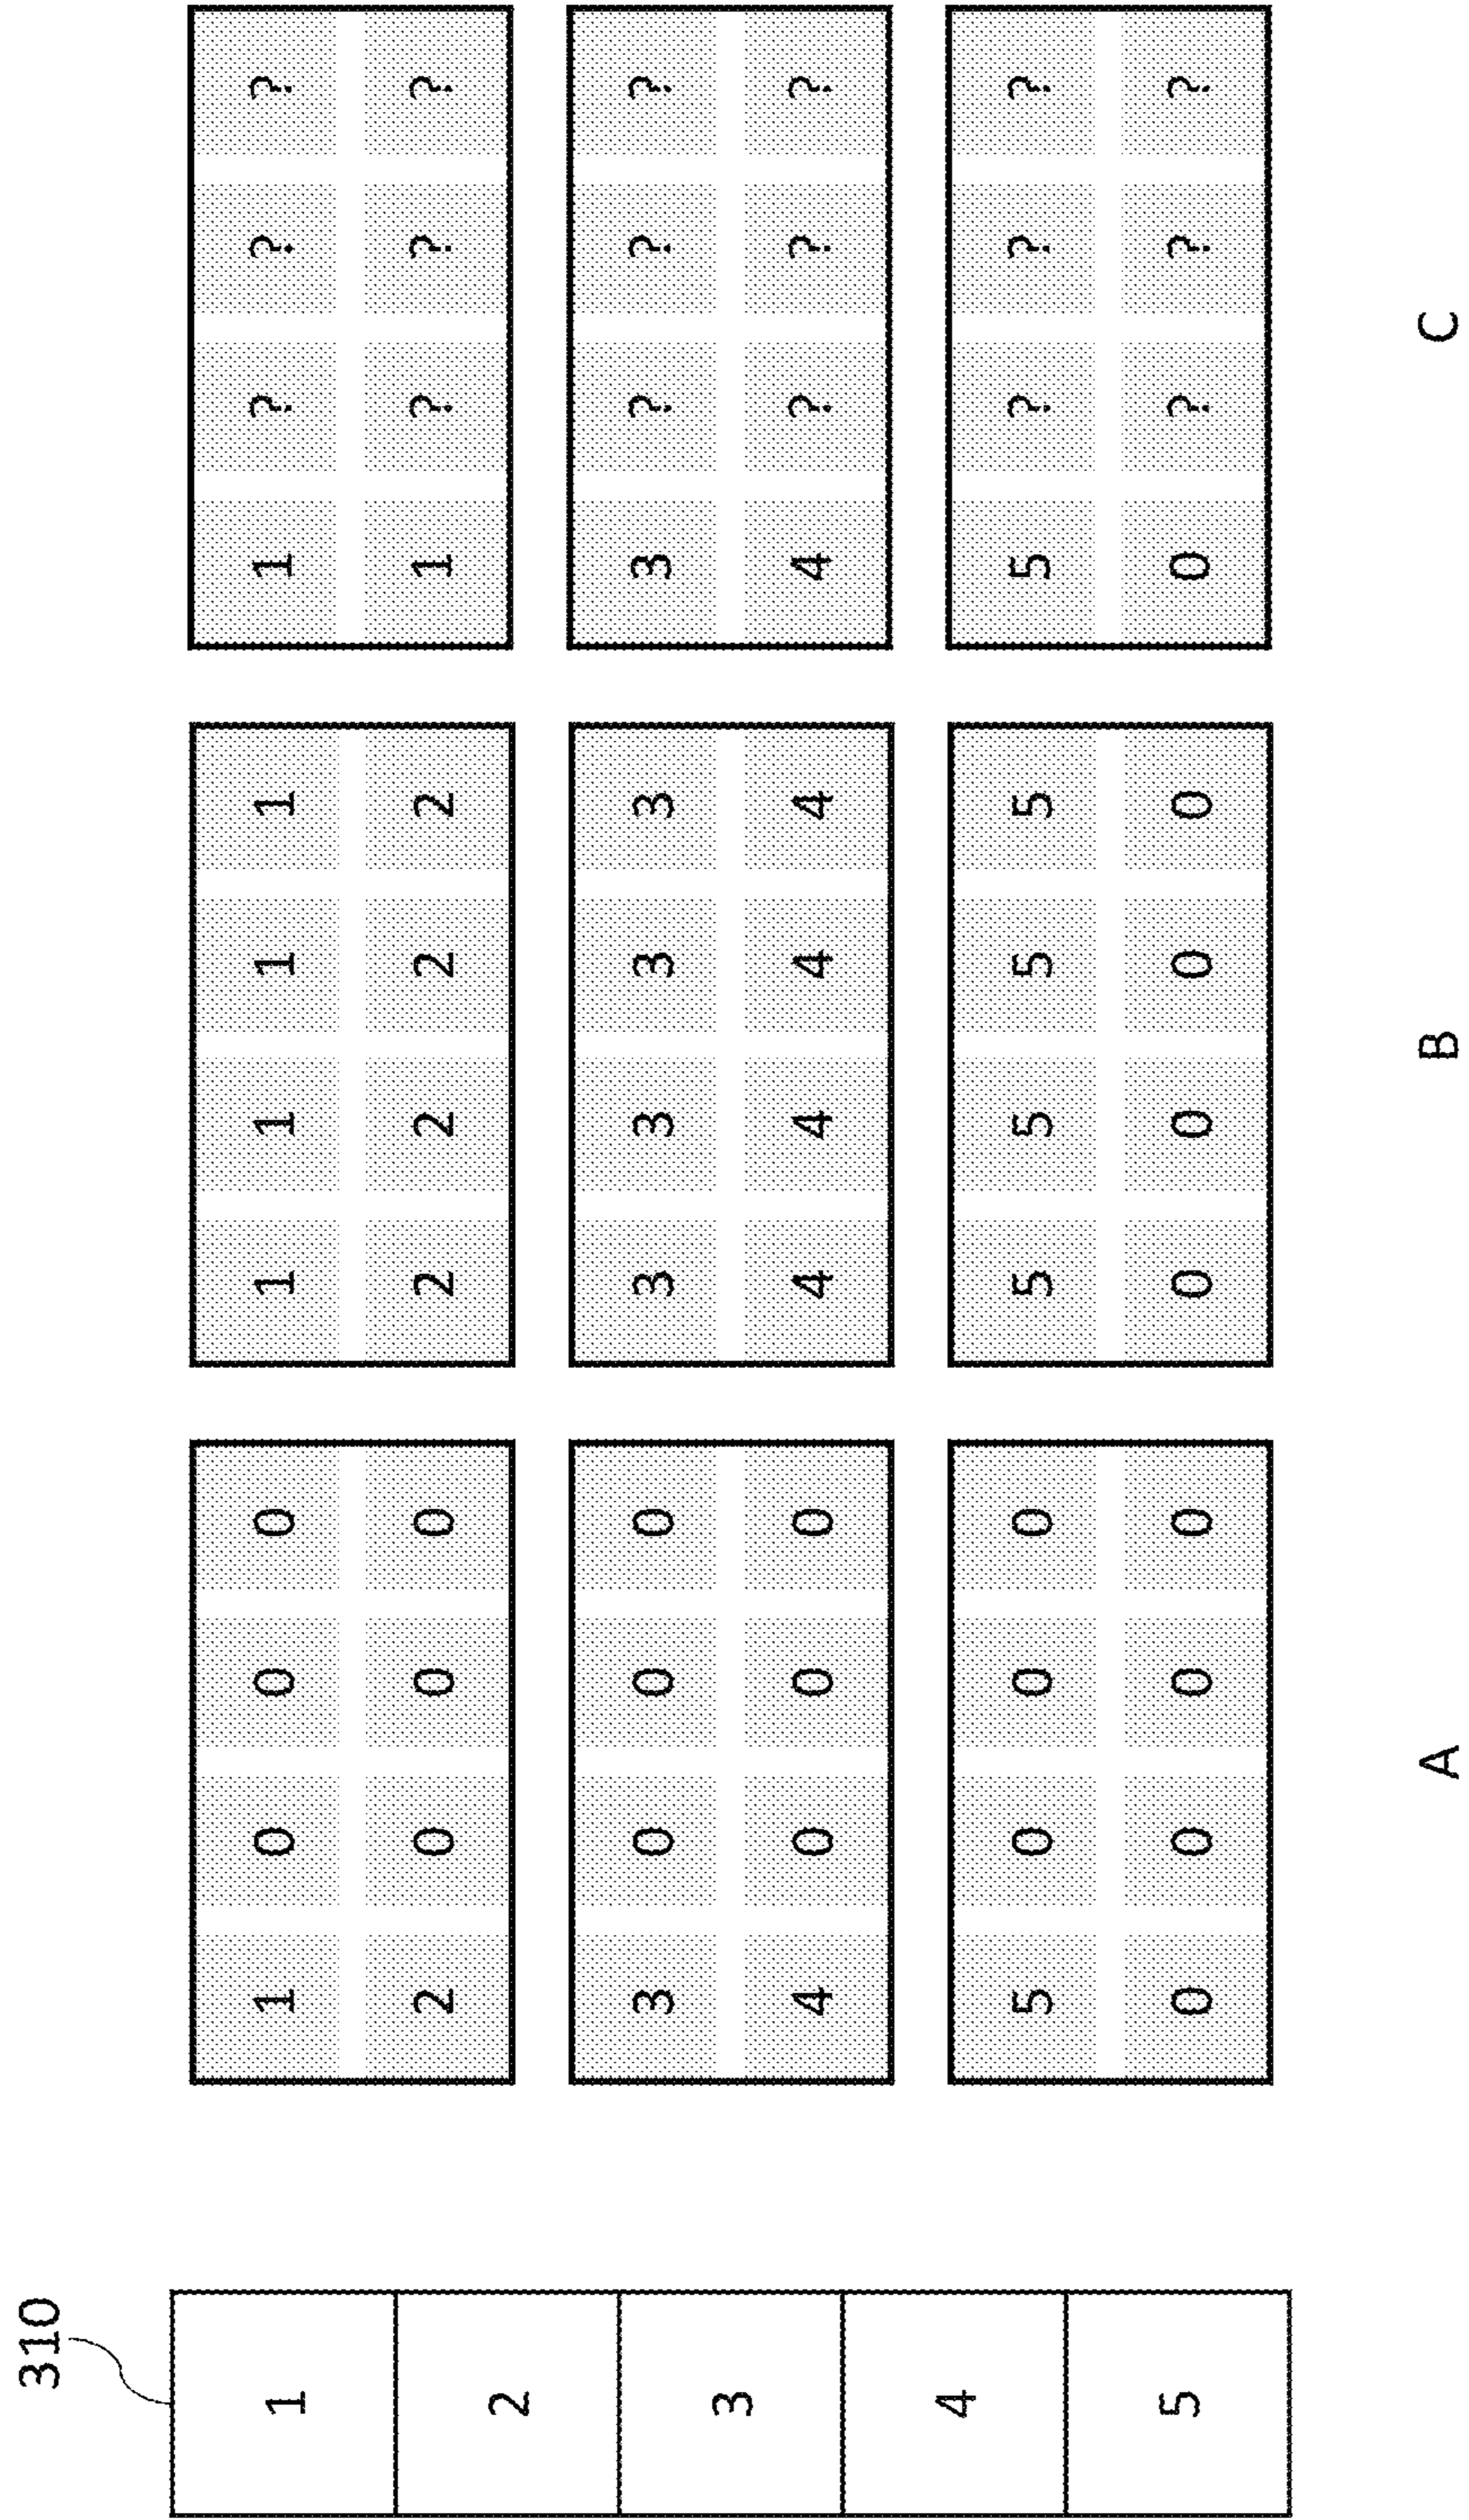 310
1
2
3
4
5
1 0 0 0
2 0 0 0
3 0 0 0
4 0 0 0
5 0 0 0
0 0 0 0
A
1 1 1 1
2 2 2 2
3 3 3 3
4 4 4 4
5 5 5 5
0 0 0 0
B
1 ? ? ?
1 ? ? ?
3 ? ? ?
4 ? ? ?
5 ? ? ?
0 ? ? ?
C